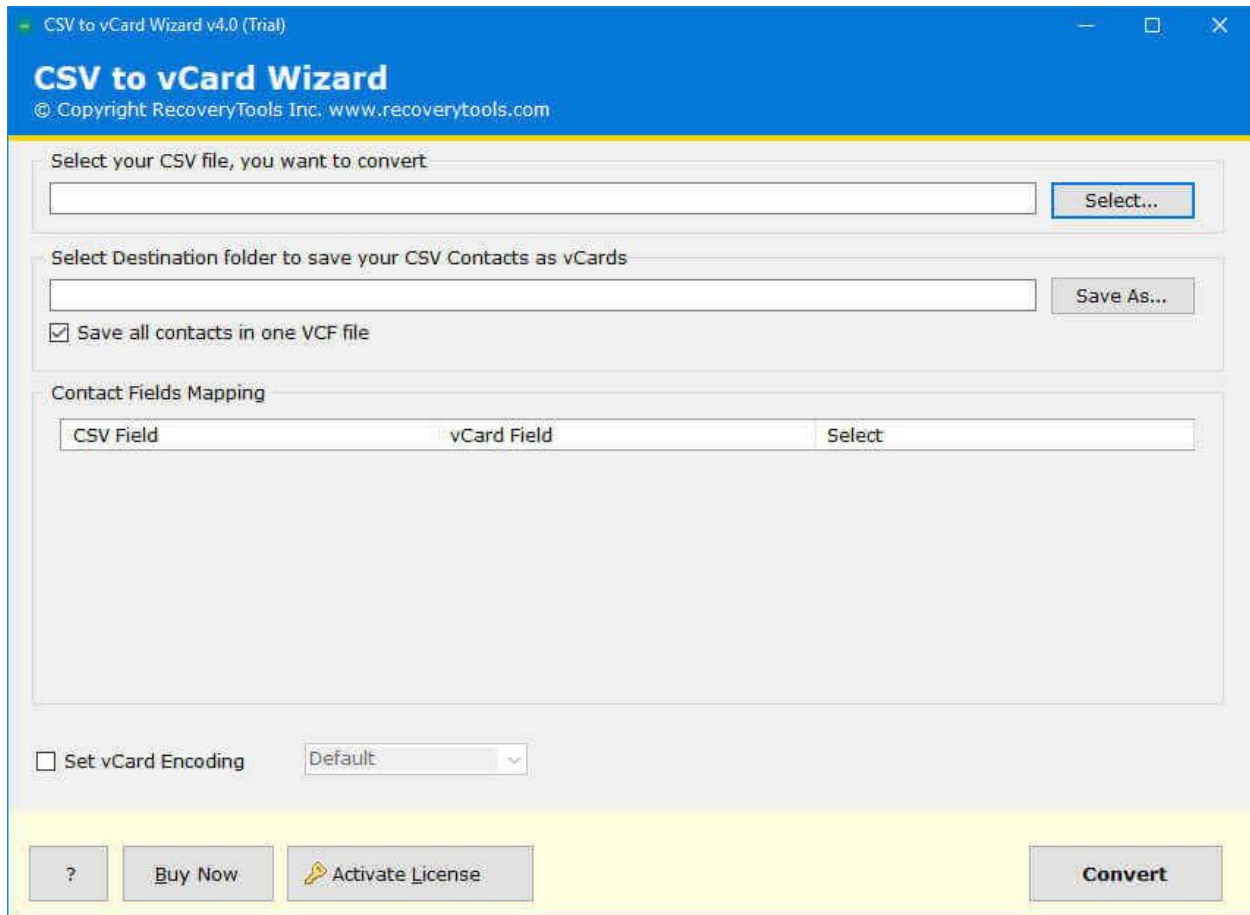 CSV to vCard Wizard v4.0 (Trial)
CSV to vCard Wizard
© Copyright RecoveryTools Inc. www.recoverytools.com
Select your CSV file, you want to convert
Select...
Select Destination folder to save your CSV Contacts as vCards
Save As...
Save all contacts in one VCF file
Contact Fields Mapping
CSV Field vCard Field Select
Set vCard Encoding Default
? Buy Now Activate License Convert